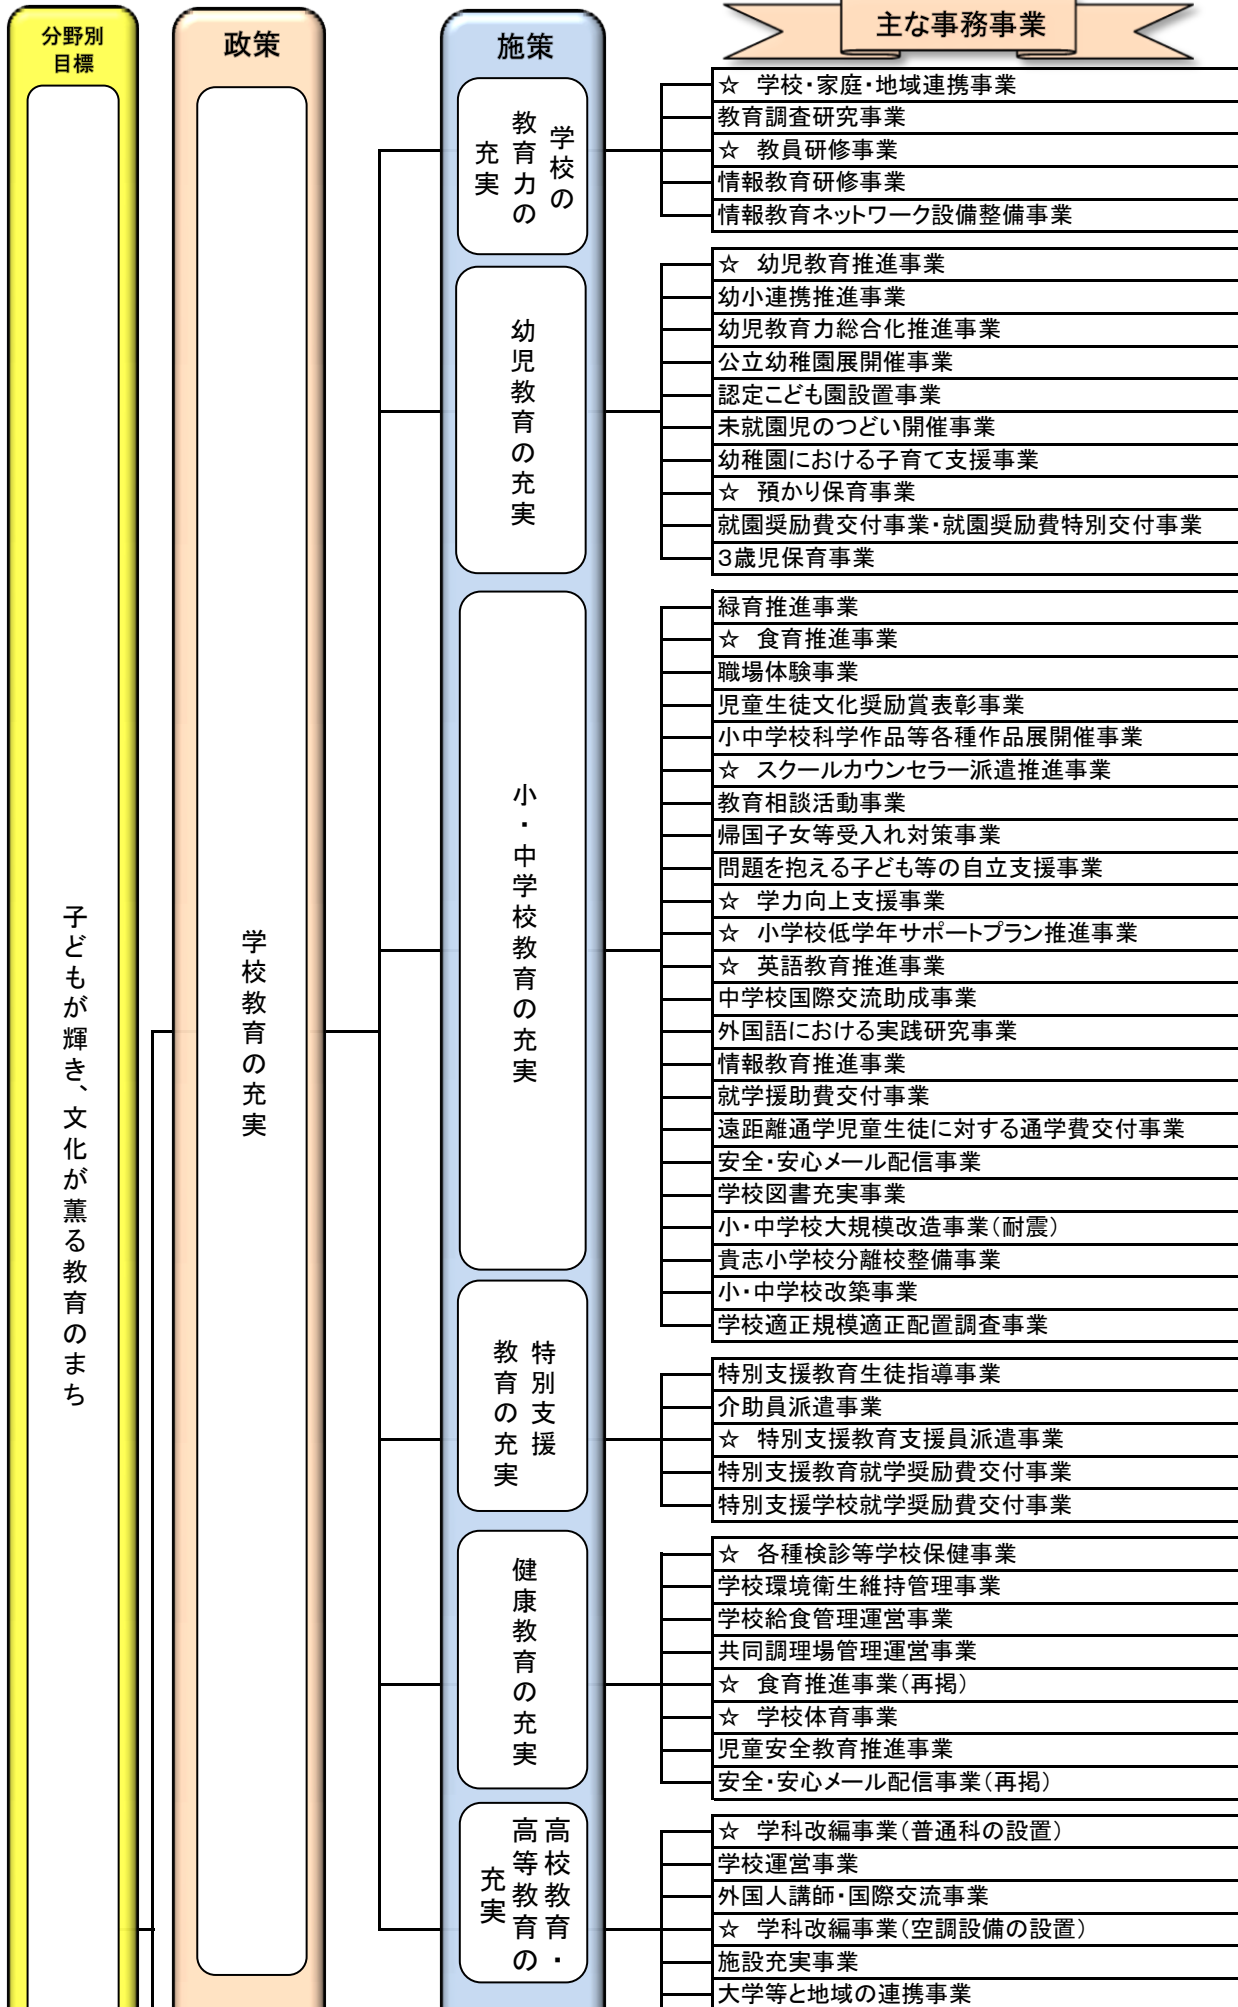 分野別
目標
子どもが輝き、文化が薫る教育のまち
政策
学校教育の充実
施策
主な事務事業
学校の
教育力の
充実
☆ 学校・家庭・地域連携事業
教育調査研究事業
☆ 教員研修事業
情報教育研修事業
情報教育ネットワーク設備整備事業
幼児教育の充実
☆ 幼児教育推進事業
幼小連携推進事業
幼児教育力総合化推進事業
公立幼稚園展開催事業
認定こども園設置事業
未就園児のつどい開催事業
幼稚園における子育て支援事業
☆ 預かり保育事業
就園奨励費交付事業・就園奨励費特別交付事業
3歳児保育事業
小・中学校教育の充実
緑育推進事業
☆ 食育推進事業
職場体験事業
児童生徒文化奨励賞表彰事業
小中学校科学作品等各種作品展開催事業
☆ スクールカウンセラー派遣推進事業
教育相談活動事業
帰国子女等受入れ対策事業
問題を抱える子ども等の自立支援事業
☆ 学力向上支援事業
☆ 小学校低学年サポートプラン推進事業
☆ 英語教育推進事業
中学校国際交流助成事業
外国語における実践研究事業
情報教育推進事業
就学援助費交付事業
遠距離通学児童生徒に対する通学費交付事業
安全・安心メール配信事業
学校図書充実事業
小・中学校大規模改造事業(耐震)
貴志小学校分離校整備事業
小・中学校改築事業
学校適正規模適正配置調査事業
特別支援
教育の充実
特別支援教育生徒指導事業
介助員派遣事業
☆ 特別支援教育支援員派遣事業
特別支援教育就学奨励費交付事業
特別支援学校就学奨励費交付事業
健康教育の充実
☆ 各種検診等学校保健事業
学校環境衛生維持管理事業
学校給食管理運営事業
共同調理場管理運営事業
☆ 食育推進事業(再掲)
☆ 学校体育事業
児童安全教育推進事業
安全・安心メール配信事業(再掲)
高校教育・
高等教育の
充実
☆ 学科改編事業(普通科の設置)
学校運営事業
外国人講師・国際交流事業
☆ 学科改編事業(空調設備の設置)
施設充実事業
大学等と地域の連携事業